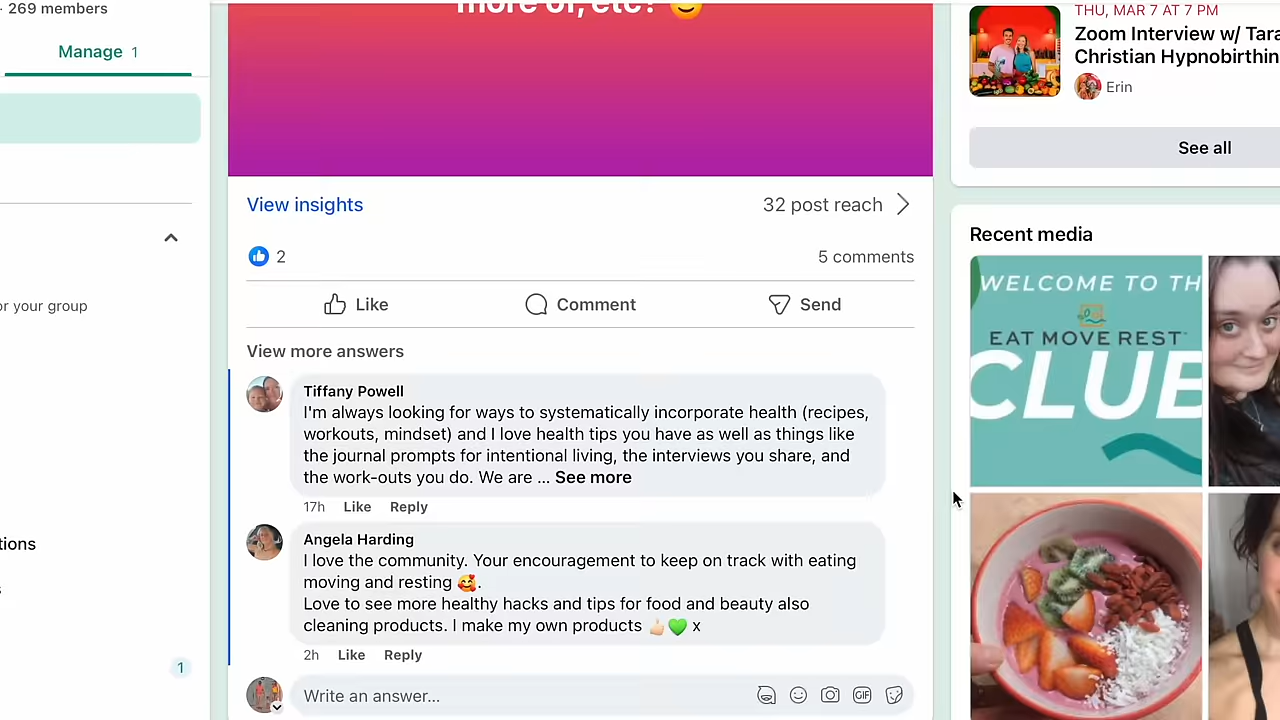 · 269 members
Manage 1
or your group
tions
1
more of, etc?
View insights
32 post reach
2
5 comments
Like
Comment
Send
View more answers
Tiffany Powell
I'm always looking for ways to systematically incorporate health (recipes,
workouts, mindset) and I love health tips you have as well as things like
the journal prompts for intentional living, the interviews you share, and
the work-outs you do. We are ... See more
17h Like Reply
Angela Harding
I love the community. Your encouragement to keep on track with eating
moving and resting 🥰.
Love to see more healthy hacks and tips for food and beauty also
cleaning products. I make my own products 👍🏻💚 x
2h Like Reply
Write an answer...
GIF
THU, MAR 7 AT 7 PM
Zoom Interview w/ Tara
Christian Hypnobirthin
Erin
See all
Recent media
WELCOME TO TH
EAT MOVE REST
CLUB